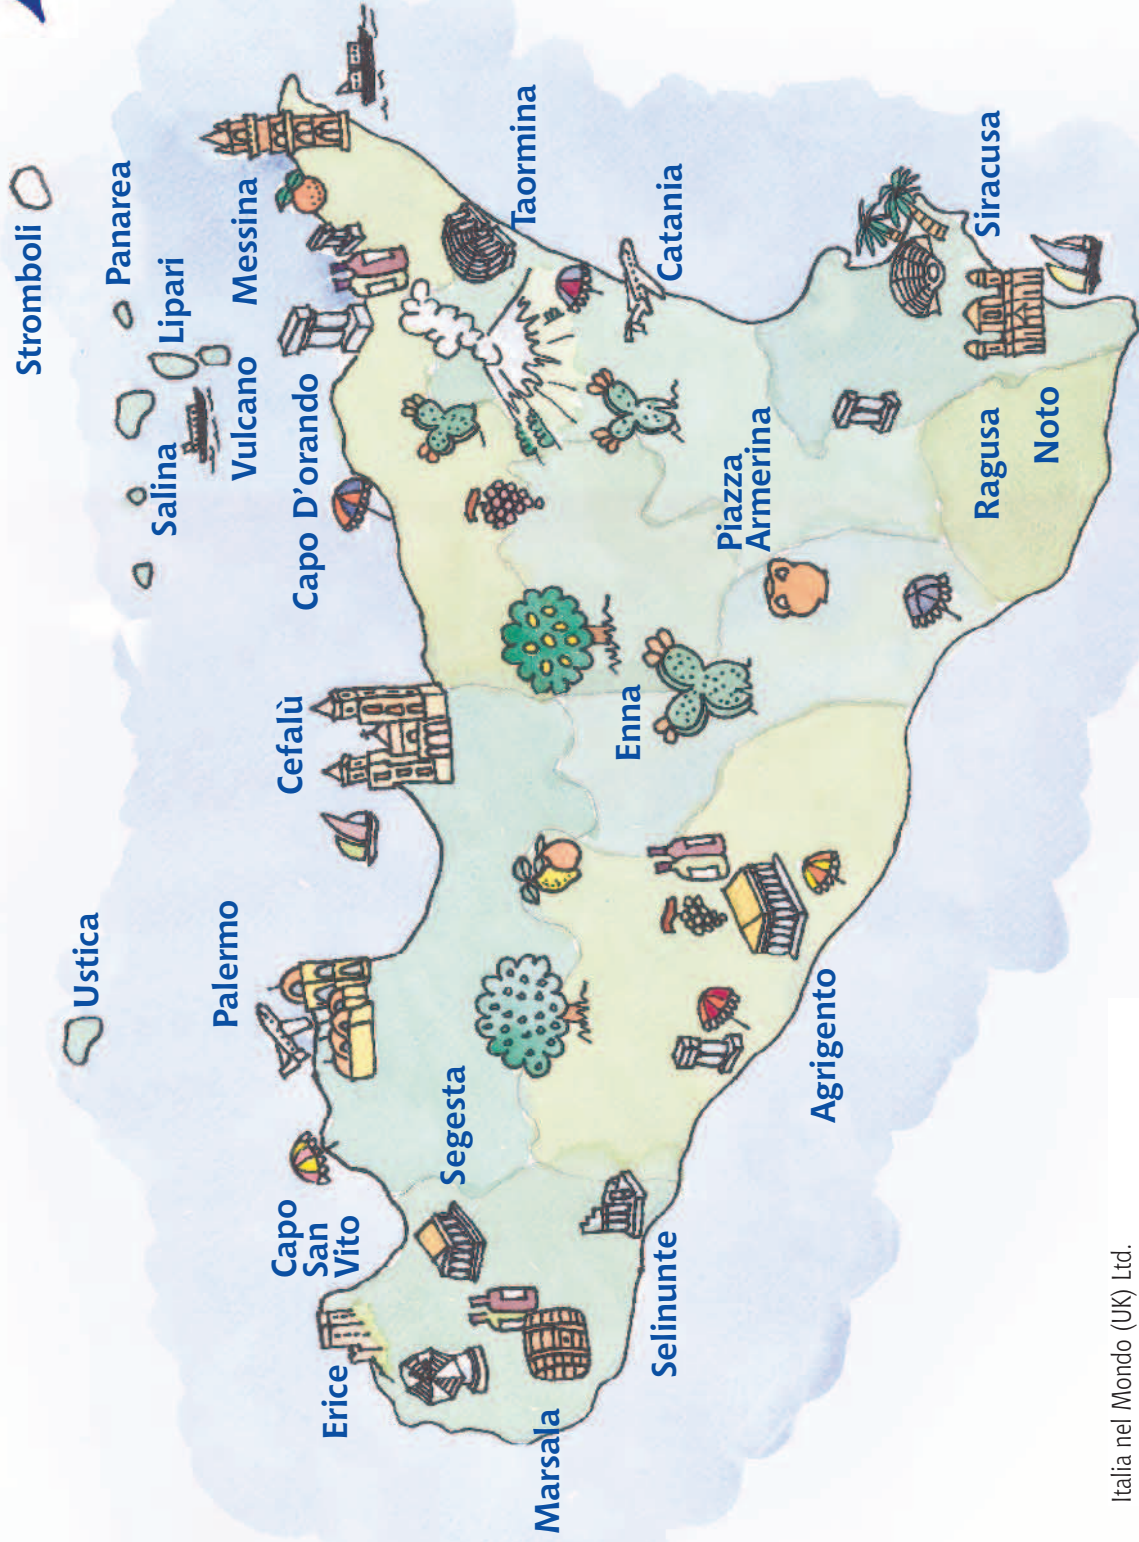 Stromboli
Panarea
Ustica
Lipari
Salina
Messina
Vulcano
Palermo
Cefalù
Capo D'orando
Capo
San
Vito
Erice
Segesta
Taormina
Marsala
Enna
Catania
Selinunte
Piazza
Armerina
Agrigento
Siracusa
Ragusa
Noto
Italia nel Mondo (UK) Ltd.